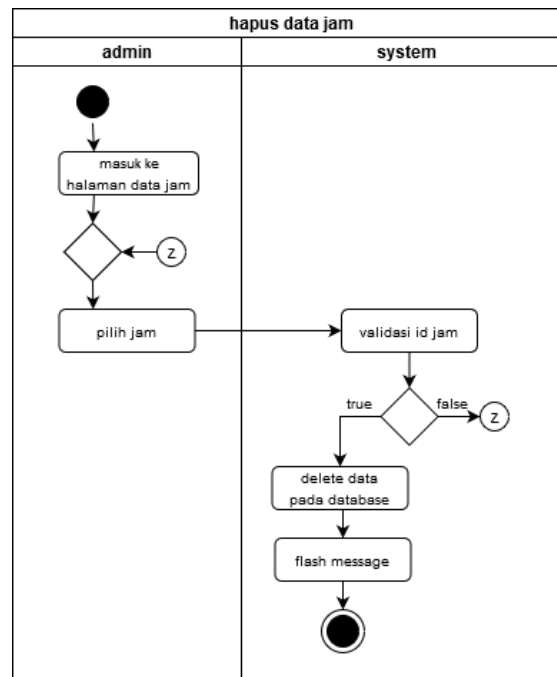 hapus data jam
admin
system
masuk ke
halaman data jam
z
pilih jam
validasi id jam
true
false
z
delete data
pada database
flash message